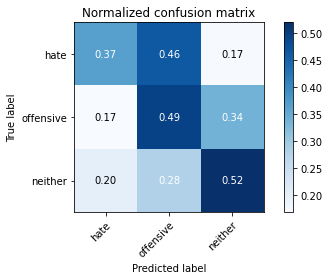 Normalized confusion matrix
True label
hate
0.37 0.46 0.17
offensive
0.17 0.49 0.34
neither
0.20 0.28 0.52
hate offensive neither
Predicted label
0.50
0.45
0.40
0.35
0.30
0.25
0.20